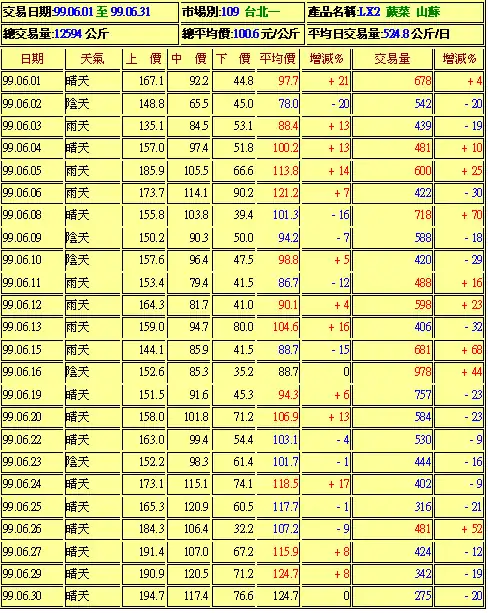 交易日期:99.06.01 至 99.06.31 市場別:109 台北一 產品名稱:LX2 蕨菜 山蘇
總交易量:12594 公斤 總平均價:100.6 元/公斤 平均日交易量:524.8 公斤/日
日期 天氣 上 價 中 價 下 價 平均價 增減% 交易量 增減%
99.06.01 晴天 167.1 92.2 44.8 97.7 + 21 678 + 4
99.06.02 陰天 148.8 65.5 45.0 78.0 - 20 542 - 20
99.06.03 雨天 135.1 84.5 53.1 88.4 + 13 439 - 19
99.06.04 晴天 157.0 97.4 51.8 100.2 + 13 481 + 10
99.06.05 雨天 185.9 105.5 66.6 113.8 + 14 600 + 25
99.06.06 雨天 173.7 114.1 90.2 121.2 + 7 422 - 30
99.06.08 晴天 155.8 103.8 39.4 101.3 - 16 718 + 70
99.06.09 陰天 150.2 90.3 50.0 94.2 - 7 588 - 18
99.06.10 陰天 157.6 96.4 47.5 98.8 + 5 420 - 29
99.06.11 雨天 153.4 79.4 41.5 86.7 - 12 488 + 16
99.06.12 雨天 164.3 81.7 41.0 90.1 + 4 598 + 23
99.06.13 雨天 159.0 94.7 80.0 104.6 + 16 406 - 32
99.06.15 雨天 144.1 85.9 41.5 88.7 - 15 681 + 68
99.06.16 陰天 152.6 85.3 35.2 88.7 0 978 + 44
99.06.19 晴天 151.5 91.6 45.3 94.3 + 6 757 - 23
99.06.20 晴天 158.0 101.8 71.2 106.9 + 13 584 - 23
99.06.22 晴天 163.0 99.4 54.4 103.1 - 4 530 - 9
99.06.23 陰天 152.2 98.3 61.4 101.7 - 1 444 - 16
99.06.24 晴天 173.1 115.1 74.1 118.5 + 17 402 - 9
99.06.25 晴天 165.3 120.9 60.5 117.7 - 1 316 - 21
99.06.26 晴天 184.3 106.4 32.2 107.2 - 9 481 + 52
99.06.27 晴天 191.4 107.0 67.2 115.9 + 8 424 - 12
99.06.29 晴天 190.9 120.5 71.2 124.7 + 8 342 - 19
99.06.30 晴天 194.7 117.4 76.6 124.7 0 275 - 20